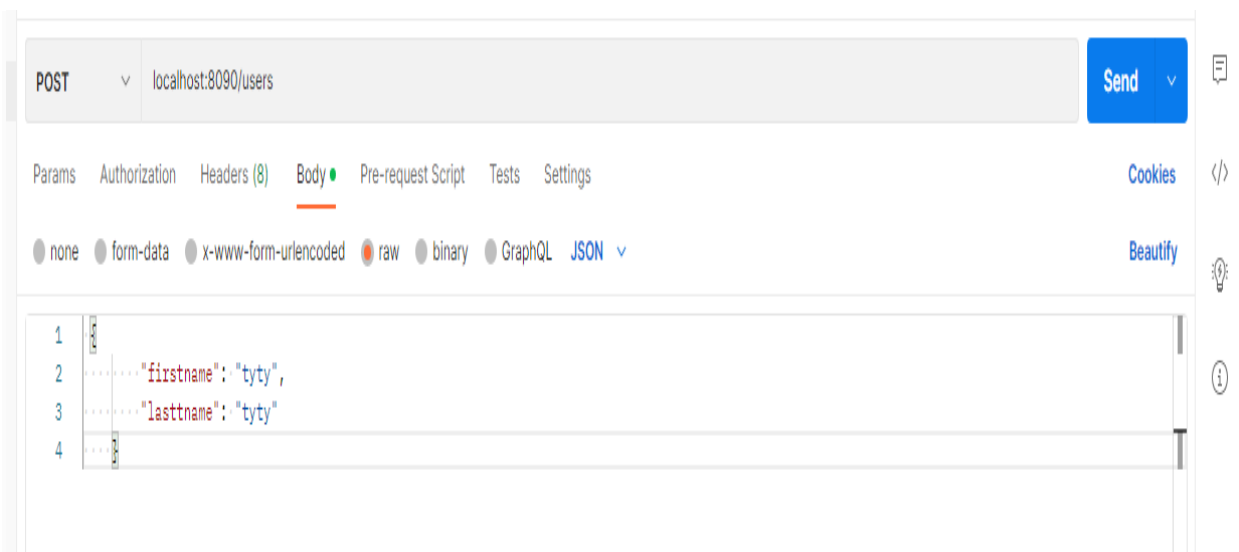 POST localhost:8090/users Send
Params Authorization Headers (8) Body Pre-request Script Tests Settings Cookies
none form-data x-www-form-urlencoded raw binary GraphQL JSON Beautify
1 {
2 "firstname": "tyty",
3 "lasttname": "tyty"
4 }